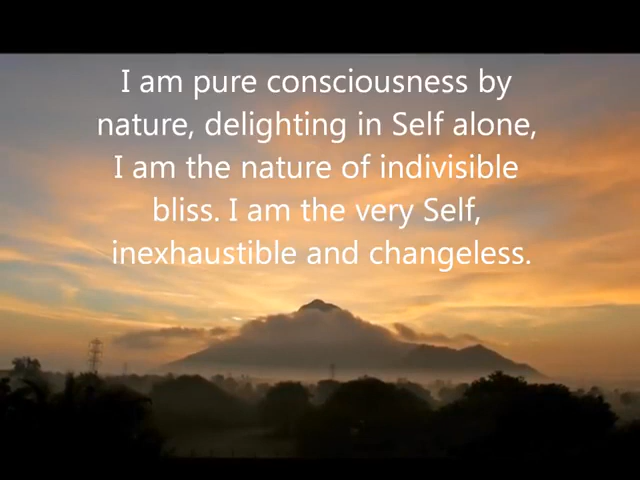 I am pure consciousness by
nature, delighting in Self alone,
I am the nature of indivisible
bliss. I am the very Self,
inexhaustible and changeless.